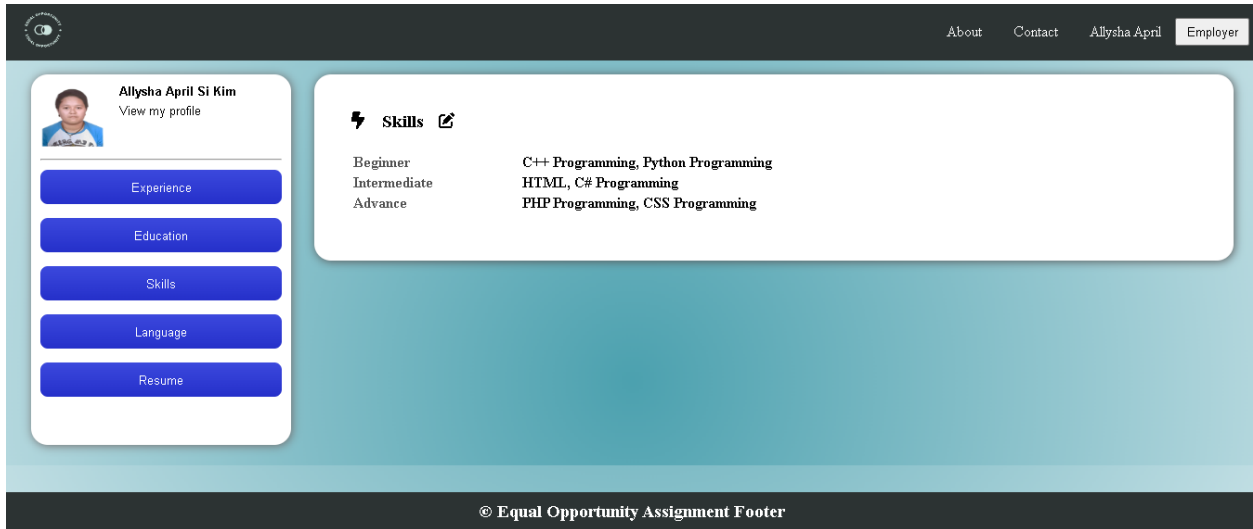 About Contact Allysha April Employer
Allysha April Si Kim
View my profile
Experience
Education
Skills
Language
Resume
Skills
Beginner C++ Programming, Python Programming
Intermediate HTML, C# Programming
Advance PHP Programming, CSS Programming
© Equal Opportunity Assignment Footer